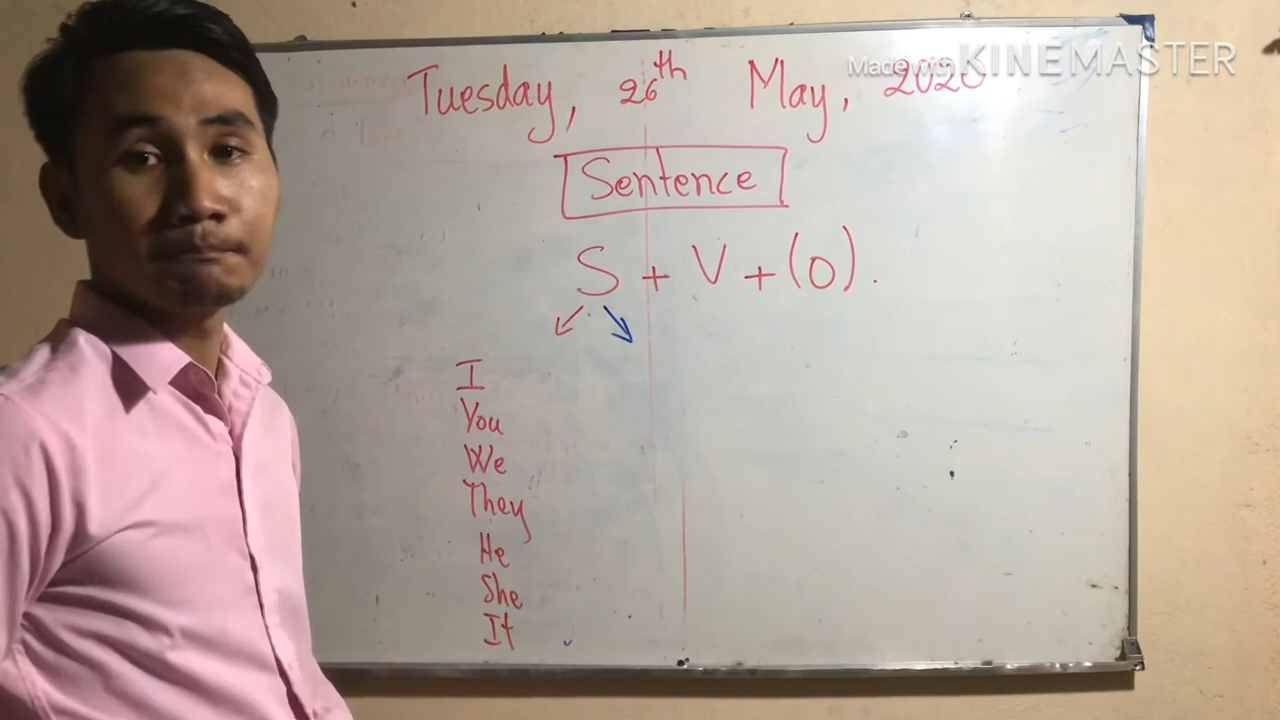 Made with KINEMASTER
Tuesday, 26th May, 2020
Sentence
S + V + (O).
I
You
We
They
He
She
It